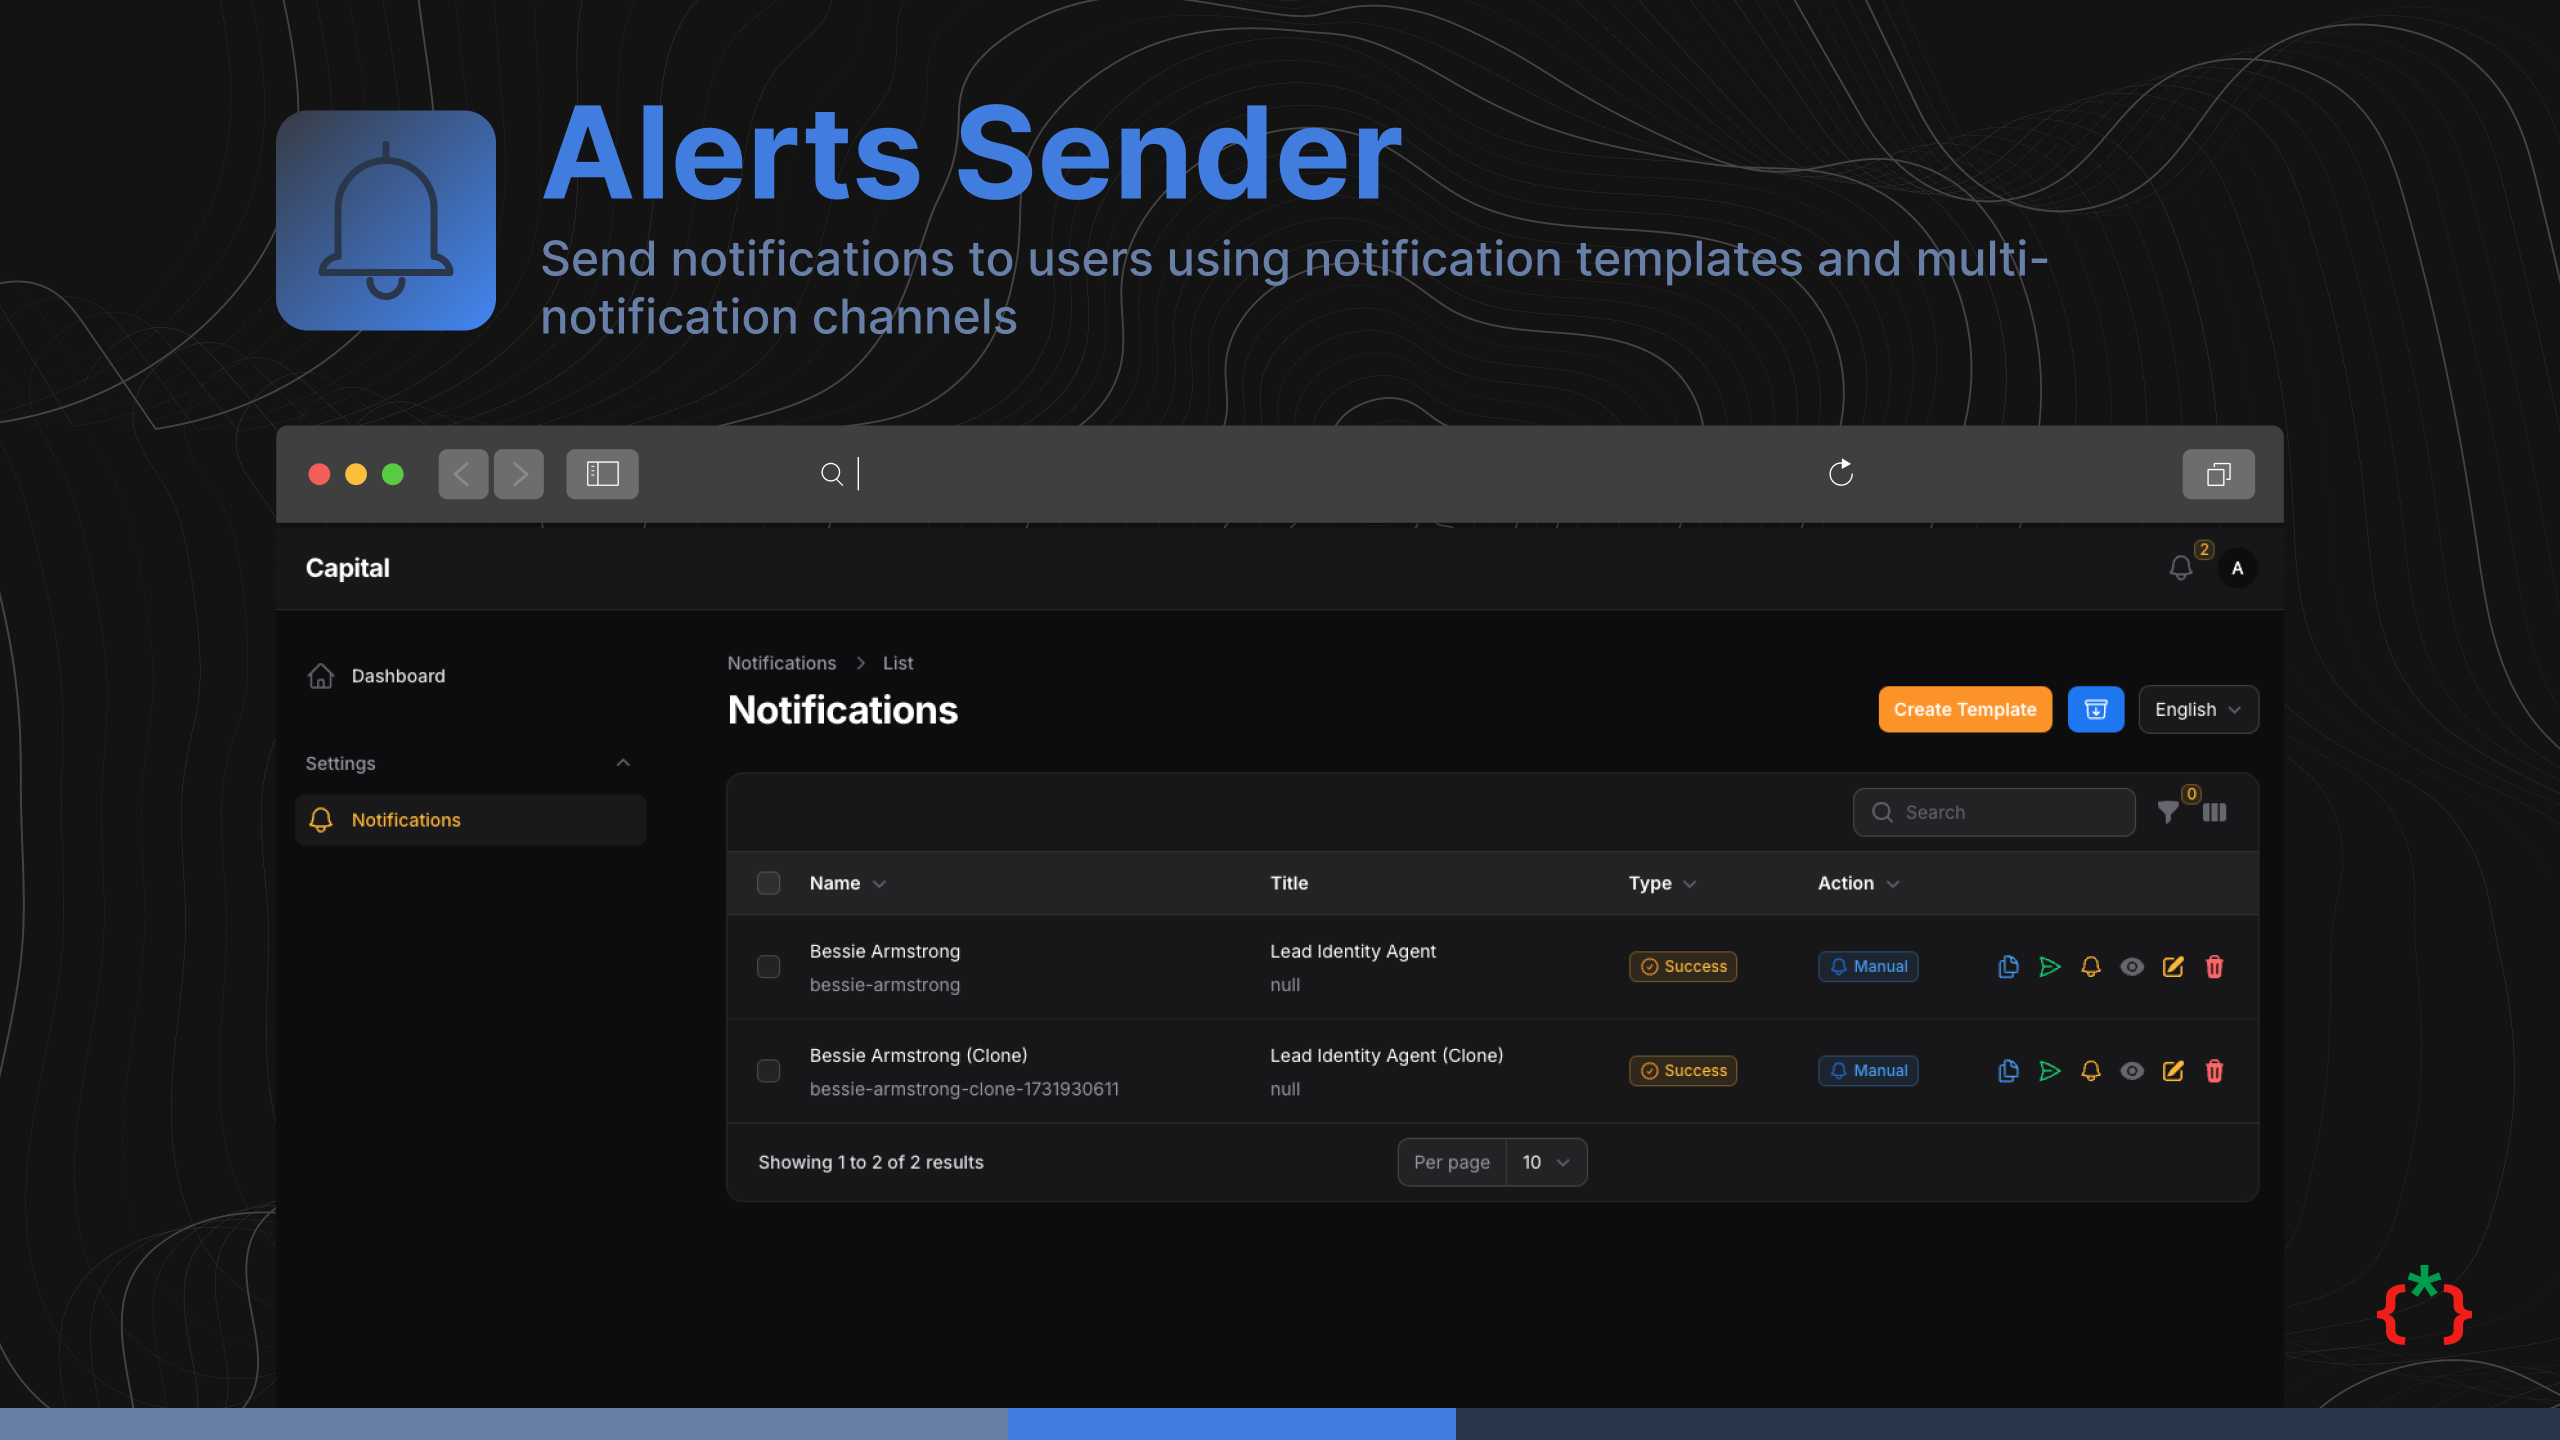 Alerts Sender
Send notifications to users using notification templates and multi-
notification channels
Capital
2
A
Dashboard
Settings
Notifications
Notifications > List
Notifications
Create Template
English
Search
0
Name Title Type Action
Bessie Armstrong Lead Identity Agent Success Manual
bessie-armstrong null
Bessie Armstrong (Clone) Lead Identity Agent (Clone) Success Manual
bessie-armstrong-clone-1731930611 null
Showing 1 to 2 of 2 results Per page 10
{*}